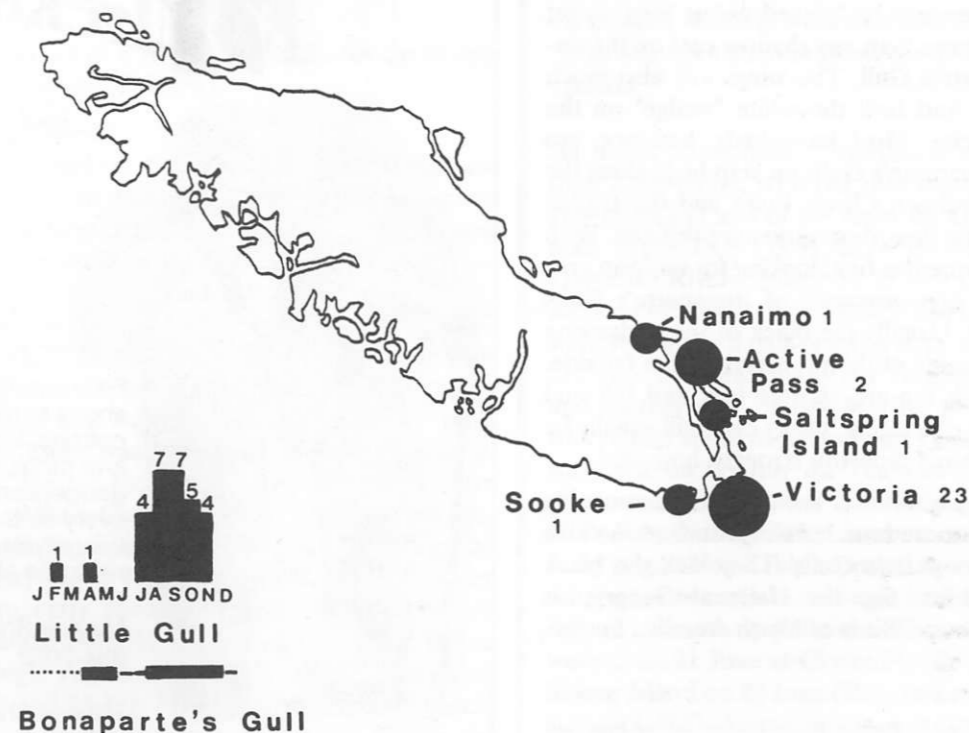 Nanaimo 1
Active
Pass 2
Saltspring
Island 1
Victoria 23
Sooke
1
7 7
5
4 4
1 1
J F M A M J J A S O N D
Little Gull
Bonaparte's Gull